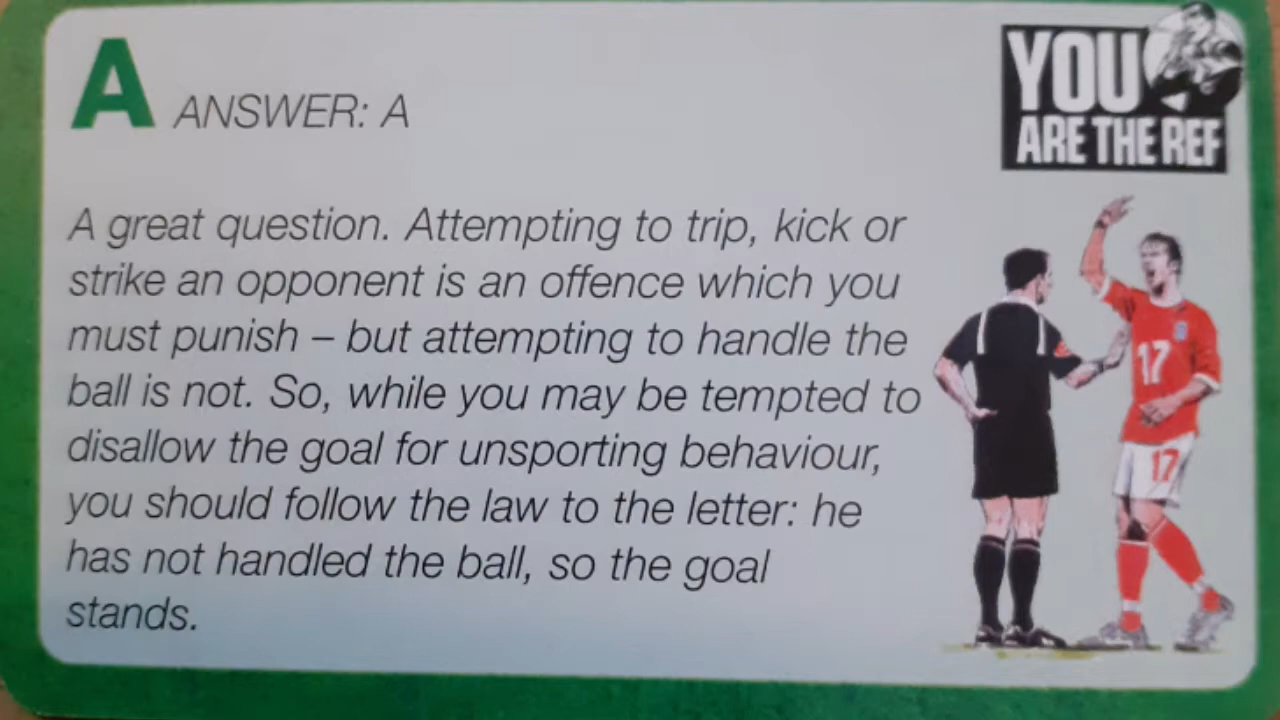 A ANSWER: A
YOU
ARE THE REF
A great question. Attempting to trip, kick or
strike an opponent is an offence which you
must punish – but attempting to handle the
ball is not. So, while you may be tempted to
disallow the goal for unsporting behaviour,
you should follow the law to the letter: he
has not handled the ball, so the goal
stands.
17
17